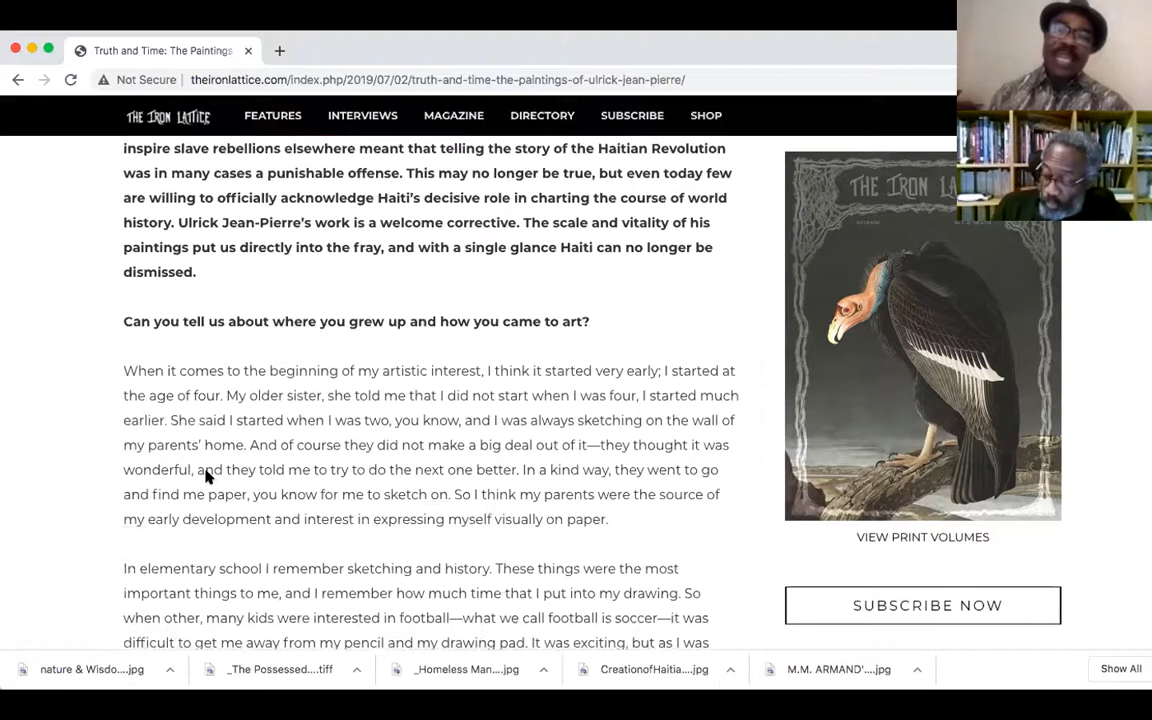 Truth and Time: The Paintings
Not Secure | theironlattice.com/index.php/2019/07/02/truth-and-time-the-paintings-of-ulrick-jean-pierre/
THE IRON LATTICE FEATURES INTERVIEWS MAGAZINE DIRECTORY SUBSCRIBE SHOP
inspire slave rebellions elsewhere meant that telling the story of the Haitian Revolution
was in many cases a punishable offense. This may no longer be true, but even today few
are willing to officially acknowledge Haiti's decisive role in charting the course of world
history. Ulrick Jean-Pierre's work is a welcome corrective. The scale and vitality of his
paintings put us directly into the fray, and with a single glance Haiti can no longer be
dismissed.
Can you tell us about where you grew up and how you came to art?
When it comes to the beginning of my artistic interest, I think it started very early; I started at
the age of four. My older sister, she told me that I did not start when I was four, I started much
earlier. She said I started when I was two, you know, and I was always sketching on the wall of
my parents' home. And of course they did not make a big deal out of it—they thought it was
wonderful, and they told me to try to do the next one better. In a kind way, they went to go
and find me paper, you know for me to sketch on. So I think my parents were the source of
my early development and interest in expressing myself visually on paper.
In elementary school I remember sketching and history. These things were the most
important things to me, and I remember how much time that I put into my drawing. So
when other, many kids were interested in football—what we call football is soccer—it was
difficult to get me away from my pencil and my drawing pad. It was exciting, but as I was
THE IRON LA
VIEW PRINT VOLUMES
SUBSCRIBE NOW
nature & Wisdo....jpg
_The Possessed....tiff
_Homeless Man....jpg
CreationofHaitia....jpg
M.M. ARMAND'....jpg
Show All